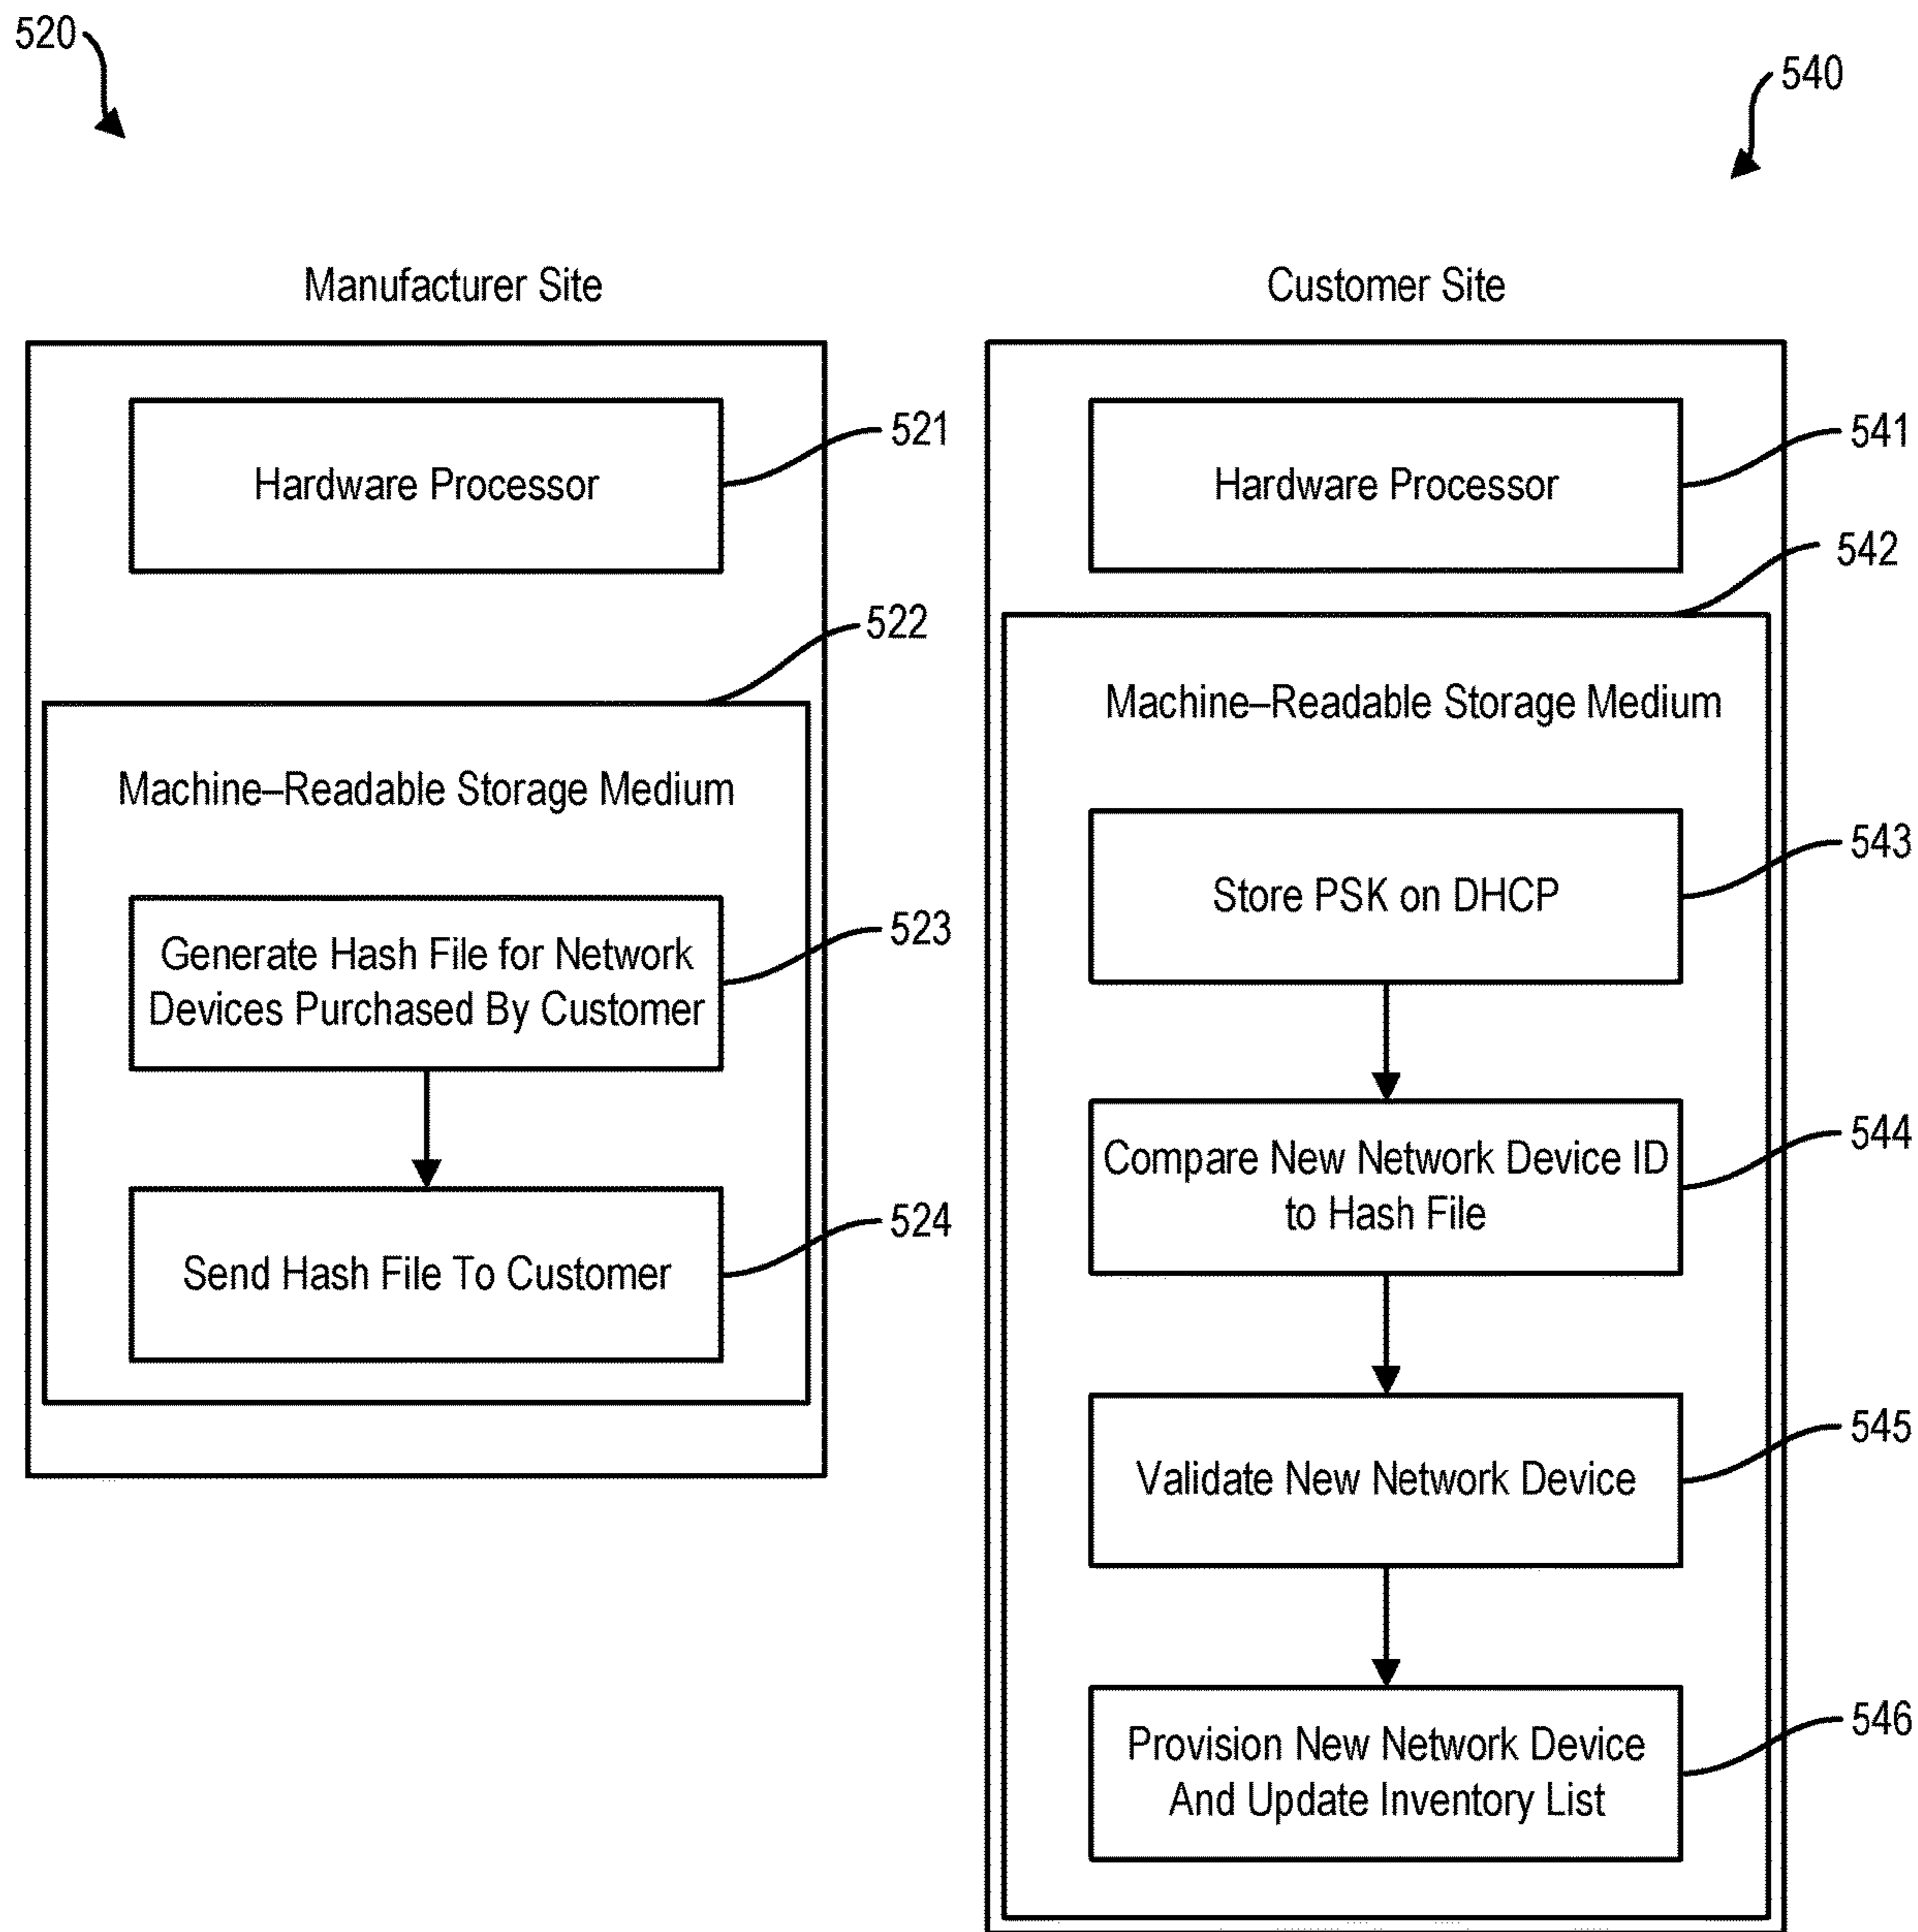 520
540
Manufacturer Site
Hardware Processor
521
522
Machine–Readable Storage Medium
Generate Hash File for Network
Devices Purchased By Customer
523
Send Hash File To Customer
524
Customer Site
Hardware Processor
541
542
Machine–Readable Storage Medium
Store PSK on DHCP
543
Compare New Network Device ID
to Hash File
544
Validate New Network Device
545
Provision New Network Device
And Update Inventory List
546